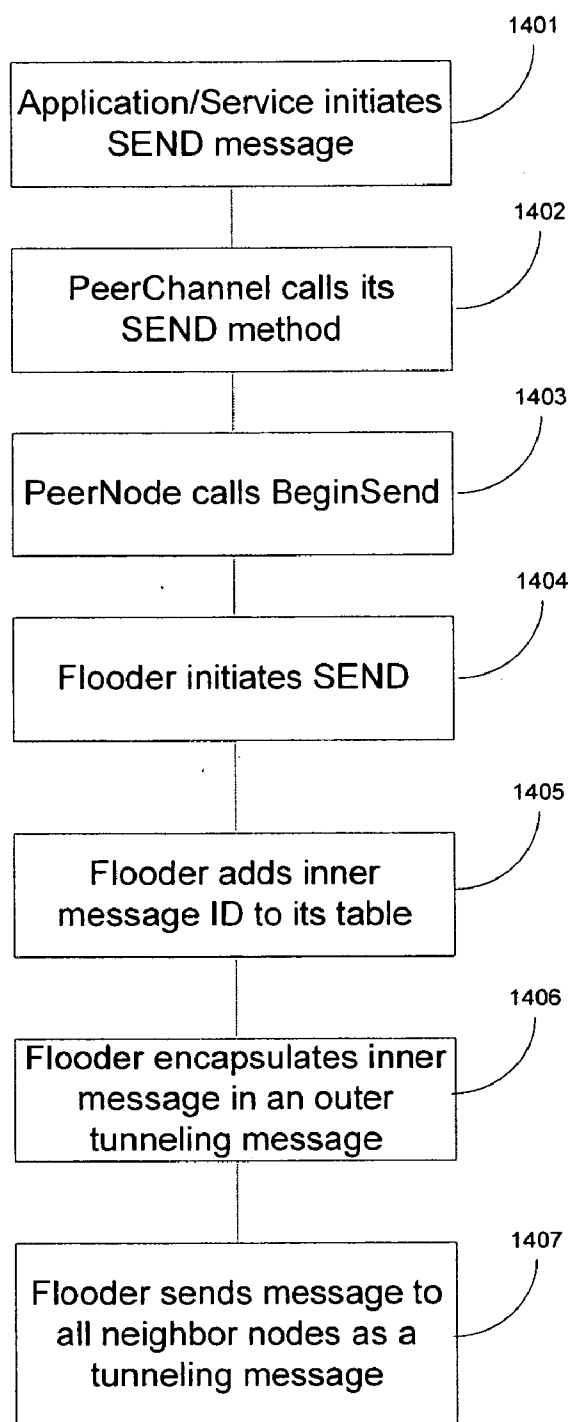 1401
Application/Service initiates
SEND message
1402
PeerChannel calls its
SEND method
1403
PeerNode calls BeginSend
1404
Flooder initiates SEND
1405
Flooder adds inner
message ID to its table
1406
Flooder encapsulates inner
message in an outer
tunneling message
1407
Flooder sends message to
all neighbor nodes as a
tunneling message